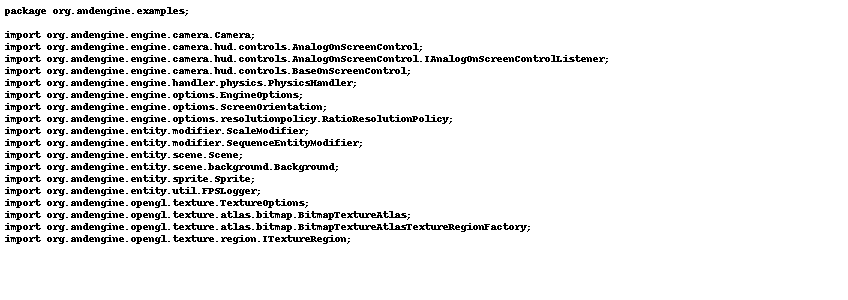 package org.andengine.examples;

import org.andengine.engine.camera.Camera;
import org.andengine.engine.camera.hud.controls.AnalogOnScreenControl;
import org.andengine.engine.camera.hud.controls.AnalogOnScreenControl.IAnalogOnScreenControlListener;
import org.andengine.engine.camera.hud.controls.BaseOnScreenControl;
import org.andengine.engine.handler.physics.PhysicsHandler;
import org.andengine.engine.options.EngineOptions;
import org.andengine.engine.options.ScreenOrientation;
import org.andengine.engine.options.resolutionpolicy.RatioResolutionPolicy;
import org.andengine.entity.modifier.ScaleModifier;
import org.andengine.entity.modifier.SequenceEntityModifier;
import org.andengine.entity.scene.Scene;
import org.andengine.entity.scene.background.Background;
import org.andengine.entity.sprite.Sprite;
import org.andengine.entity.util.FPSLogger;
import org.andengine.opengl.texture.TextureOptions;
import org.andengine.opengl.texture.atlas.bitmap.BitmapTextureAtlas;
import org.andengine.opengl.texture.atlas.bitmap.BitmapTextureAtlasTextureRegionFactory;
import org.andengine.opengl.texture.region.ITextureRegion;